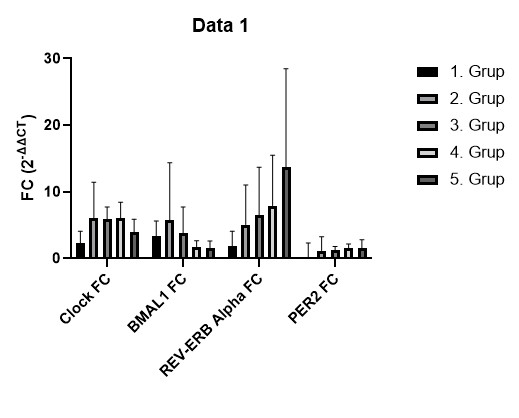 Data 1
FC (2^-ΔΔCT)
30
20
10
0
Clock FC
BMAL1 FC
REV-ERB Alpha FC
PER2 FC
1. Grup
2. Grup
3. Grup
4. Grup
5. Grup